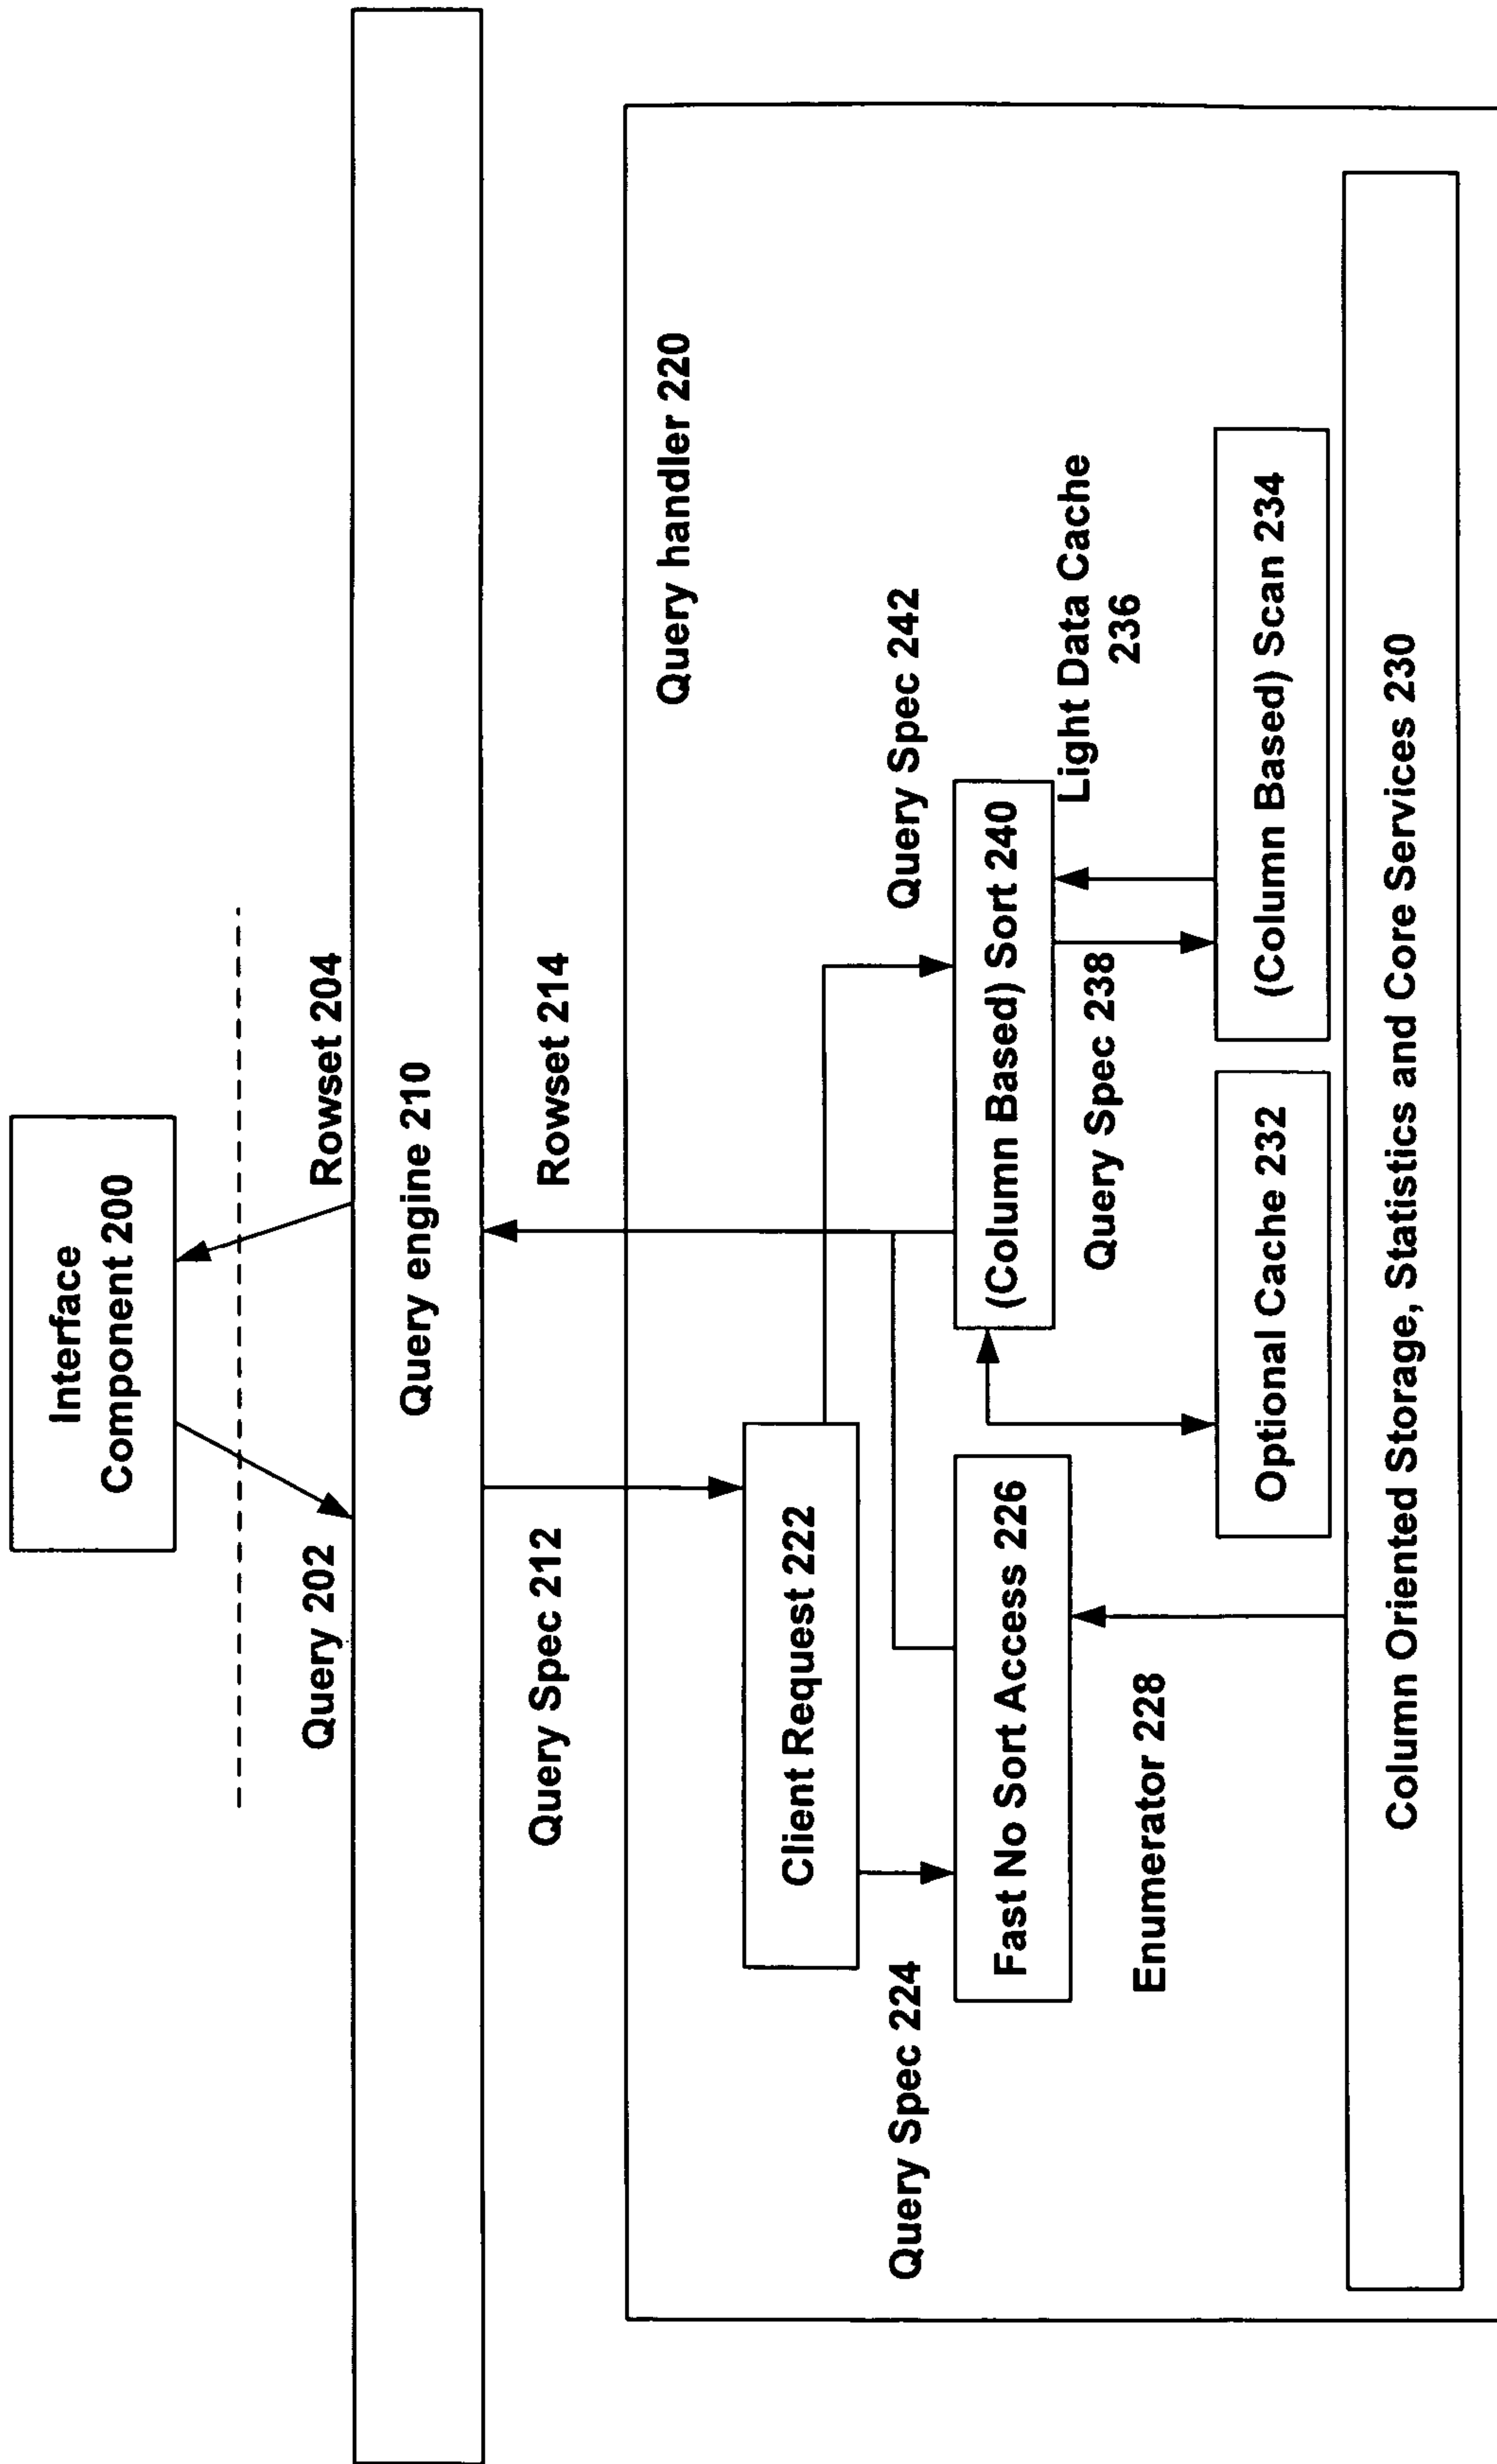 Interface
Component 200
Query 202
Rowset 204
Query engine 210
Query Spec 212
Rowset 214
Query handler 220
Client Request 222
Query Spec 224
Query Spec 242
Fast No Sort Access 226
(Column Based) Sort 240
Enumerator 228
Query Spec 238
Light Data Cache
236
Optional Cache 232
(Column Based) Scan 234
Column Oriented Storage, Statistics and Core Services 230